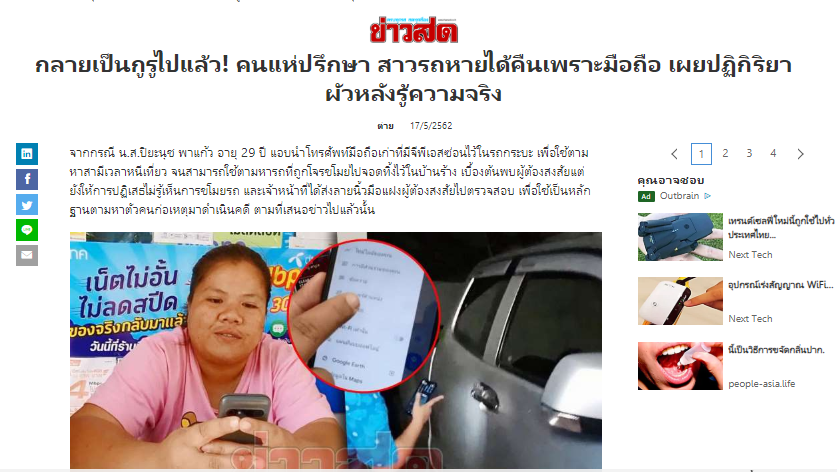 ข่าวสด
กลายเป็นกูรูไปแล้ว! คนแห่ปรึกษา สาวรถหายได้คืนเพราะมือถือ เผยปฏิกิริยา
ผัวหลังรู้ความจริง
ตาย 17/5/2562
จากกรณี น.ส.ปิยะนุช พาแก้ว อายุ 29 ปี แอบนำโทรศัพท์มือถือเก่าที่มีจีพีเอสซ่อนไว้ในรถกระบะ เพื่อใช้ตาม
หาสามีเวลาหนีเที่ยว จนสามารถใช้ตามหารถที่ถูกโจรขโมยไปจอดทิ้งไว้ในบ้านร้าง เบื้องต้นพบผู้ต้องสงสัยแต่
ยังให้การปฏิเสธไม่รู้เห็นการขโมยรถ และเจ้าหน้าที่ได้ส่งลายนิ้วมือแฝงผู้ต้องสงสัยไปตรวจสอบ เพื่อใช้เป็นหลัก
ฐานตามหาตัวคนก่อเหตุมาดำเนินคดี ตามที่เสนอข่าวไปแล้วนั้น
เน็ตไม่อั้น
ไม่ลดสปีด
ของจริงกลับมาแล้ว
วันนี้ที่ร้าน
Google Earth
ข่าวสด
1 2 3 4
คุณอาจชอบ
Ad Outbrain
เทรนด์เซลฟี่ใหม่นี้ถูกใช้ไปทั่ว
ประเทศไทย...
Next Tech
อุปกรณ์เร่งสัญญาณ WiFi...
Next Tech
นี้เป็นวิธีการขจัดกลิ่นปาก.
people-asia.life